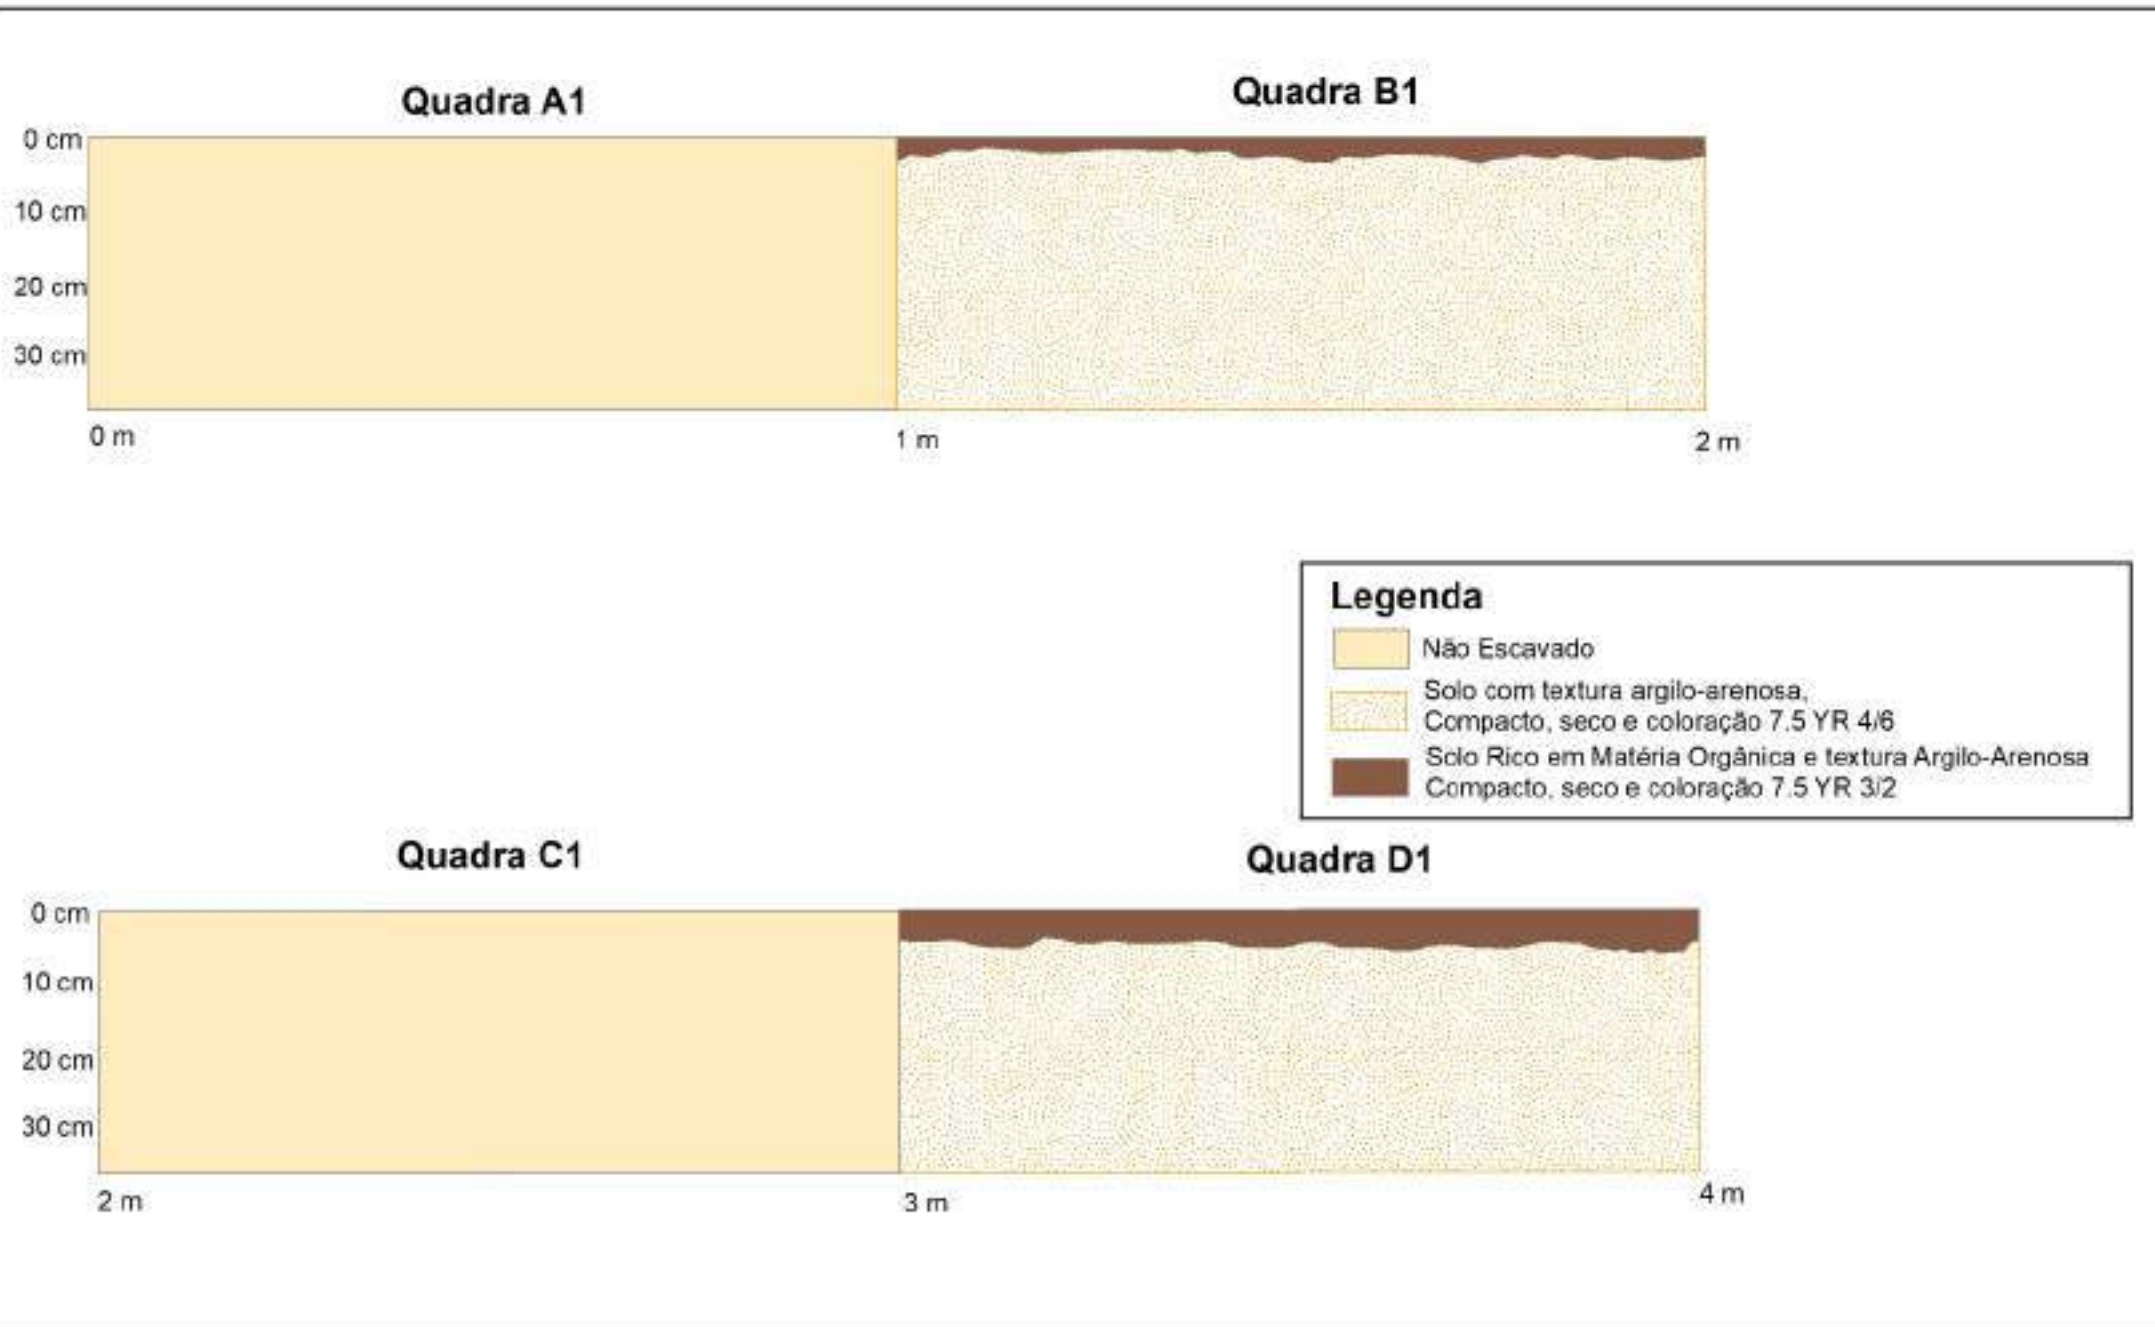 Quadra A1
Quadra B1
0 cm
10 cm
20 cm
30 cm
0 m
1 m
2 m
Legenda
Não Escavado
Solo com textura argilo-arenosa,
Compacto, seco e coloração 7.5 YR 4/6
Solo Rico em Matéria Orgânica e textura Argilo-Arenosa
Compacto, seco e coloração 7.5 YR 3/2
Quadra C1
Quadra D1
0 cm
10 cm
20 cm
30 cm
2 m
3 m
4 m